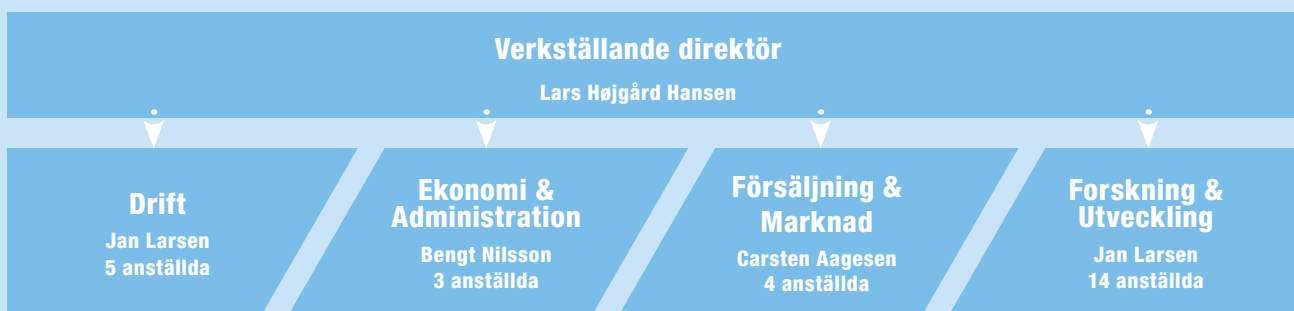 Verkställande direktör
Lars Højgård Hansen
Drift
Jan Larsen
5 anställda
Ekonomi &
Administration
Bengt Nilsson
3 anställda
Försäljning &
Marknad
Carsten Aagesen
4 anställda
Forskning &
Utveckling
Jan Larsen
14 anställda